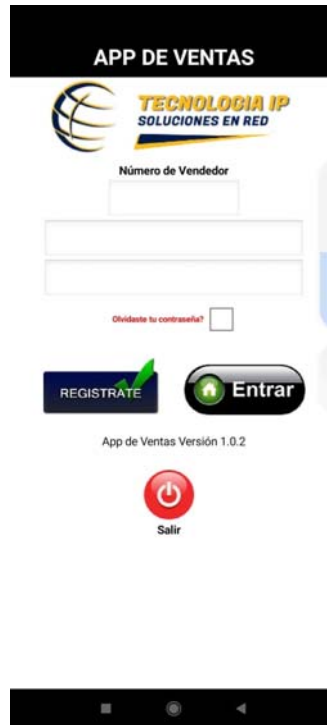 APP DE VENTAS
TECNOLOGIA IP
SOLUCIONES EN RED
Número de Vendedor
Olvidaste tu contraseña?
REGISTRATE
Entrar
App de Ventas Versión 1.0.2
Salir